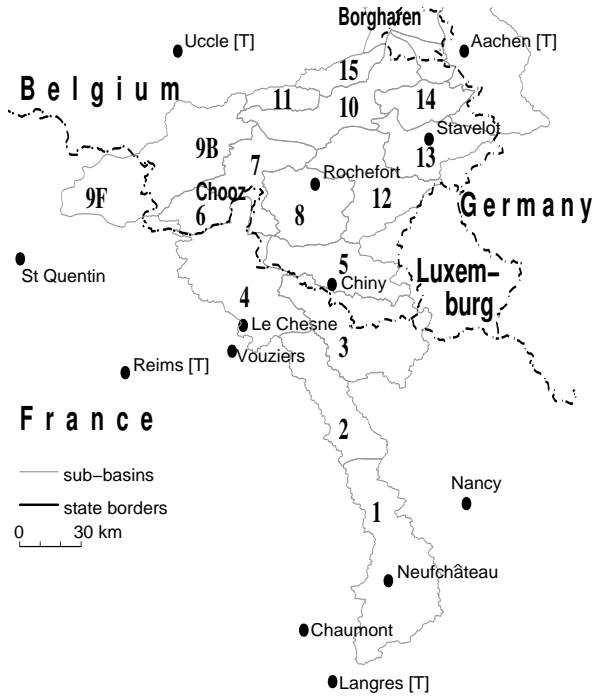 Borgharen
Uccle [T]
Aachen [T]
15
Belgium
11
10
14
Stavelot
9B
13
7
Rochefort
9F
Chooz
12
6
8
Germany
St Quentin
5
Luxem–
burg
Chiny
4
Le Chesne
3
Vouziers
Reims [T]
France
2
sub–basins
Nancy
state borders
1
0 30 km
Neufchâteau
Chaumont
Langres [T]